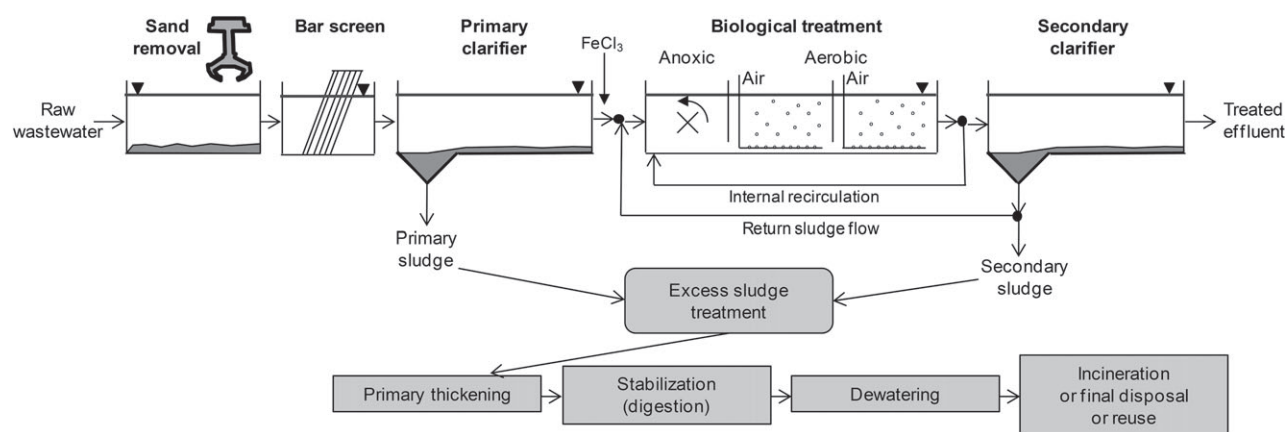 Sand
removal
Bar screen
Primary
clarifier
FeCl₃
Biological treatment
Secondary
clarifier
Anoxic
Air
Aerobic
Air
Raw
wastewater
Treated
effluent
Internal recirculation
Return sludge flow
Primary
sludge
Secondary
sludge
Excess sludge
treatment
Primary thickening
Stabilization
(digestion)
Dewatering
Incineration
or final disposal
or reuse